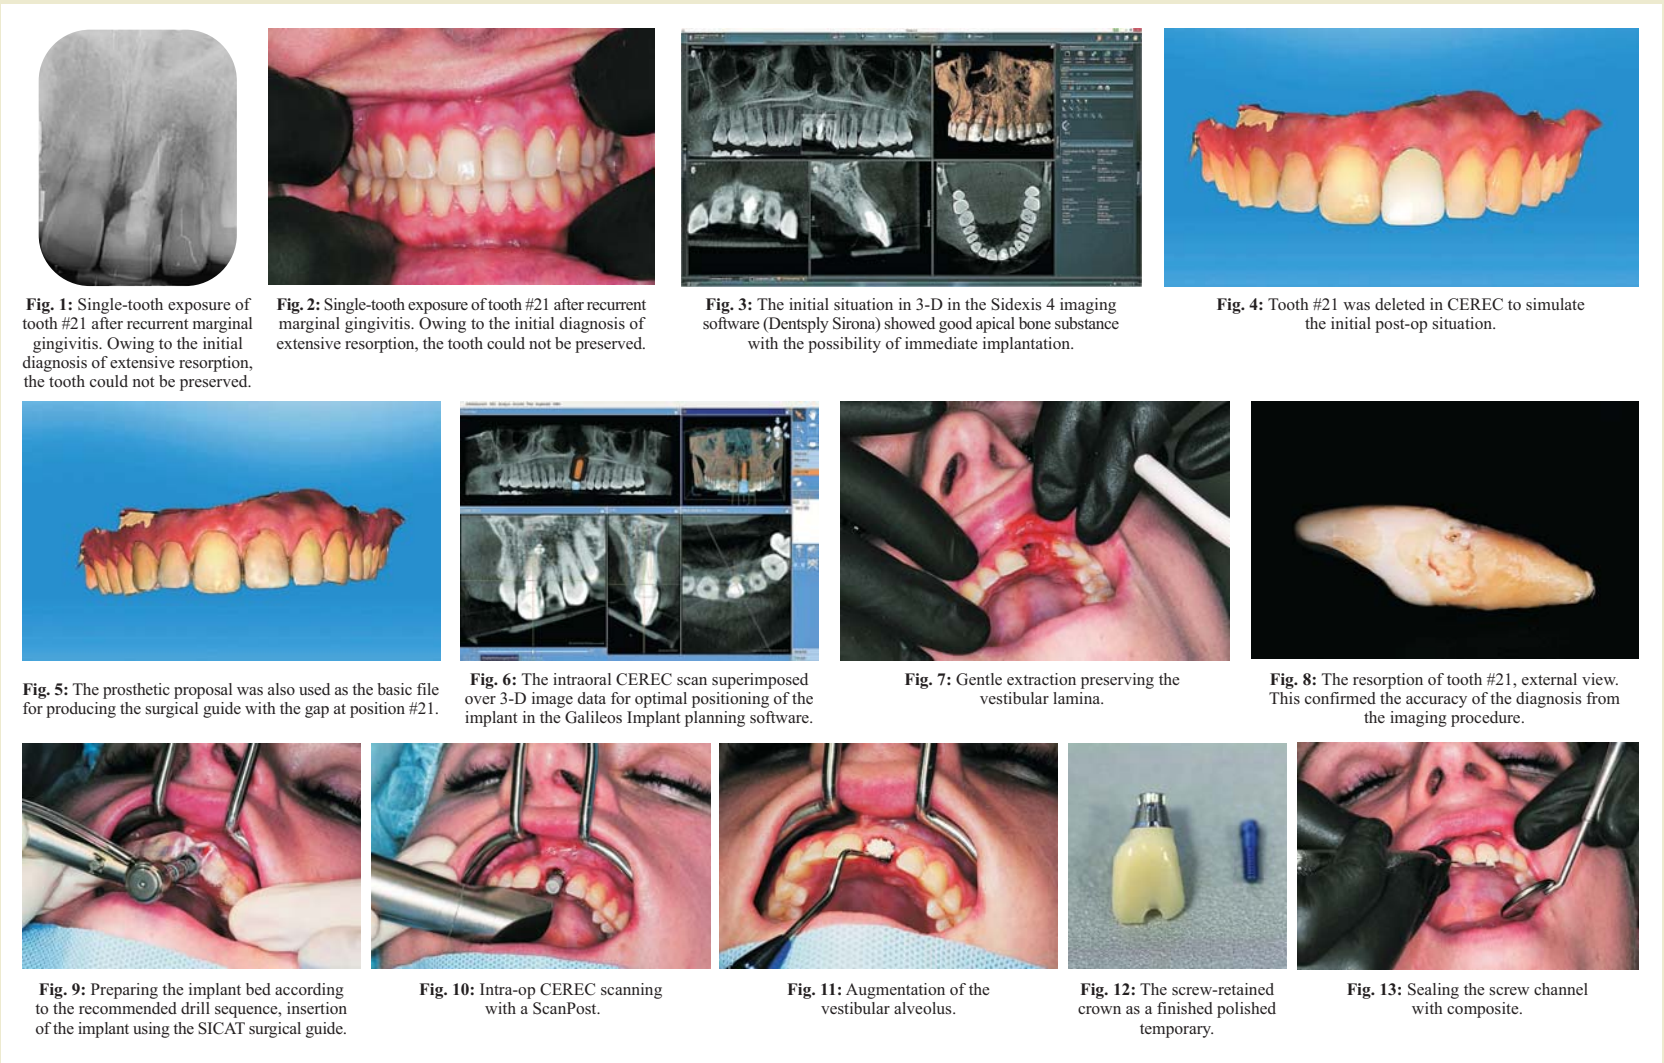 Fig. 1: Single-tooth exposure of
tooth #21 after recurrent marginal
gingivitis. Owing to the initial
diagnosis of extensive resorption,
the tooth could not be preserved.
Fig. 2: Single-tooth exposure of tooth #21 after recurrent
marginal gingivitis. Owing to the initial diagnosis of
extensive resorption, the tooth could not be preserved.
Fig. 3: The initial situation in 3-D in the Sidexis 4 imaging
software (Dentsply Sirona) showed good apical bone substance
with the possibility of immediate implantation.
Fig. 4: Tooth #21 was deleted in CEREC to simulate
the initial post-op situation.
Fig. 5: The prosthetic proposal was also used as the basic file
for producing the surgical guide with the gap at position #21.
Fig. 6: The intraoral CEREC scan superimposed
over 3-D image data for optimal positioning of the
implant in the Galileos Implant planning software.
Fig. 7: Gentle extraction preserving the
vestibular lamina.
Fig. 8: The resorption of tooth #21, external view.
This confirmed the accuracy of the diagnosis from
the imaging procedure.
Fig. 9: Preparing the implant bed according
to the recommended drill sequence, insertion
of the implant using the SICAT surgical guide.
Fig. 10: Intra-op CEREC scanning
with a ScanPost.
Fig. 11: Augmentation of the
vestibular alveolus.
Fig. 12: The screw-retained
crown as a finished polished
temporary.
Fig. 13: Sealing the screw channel
with composite.